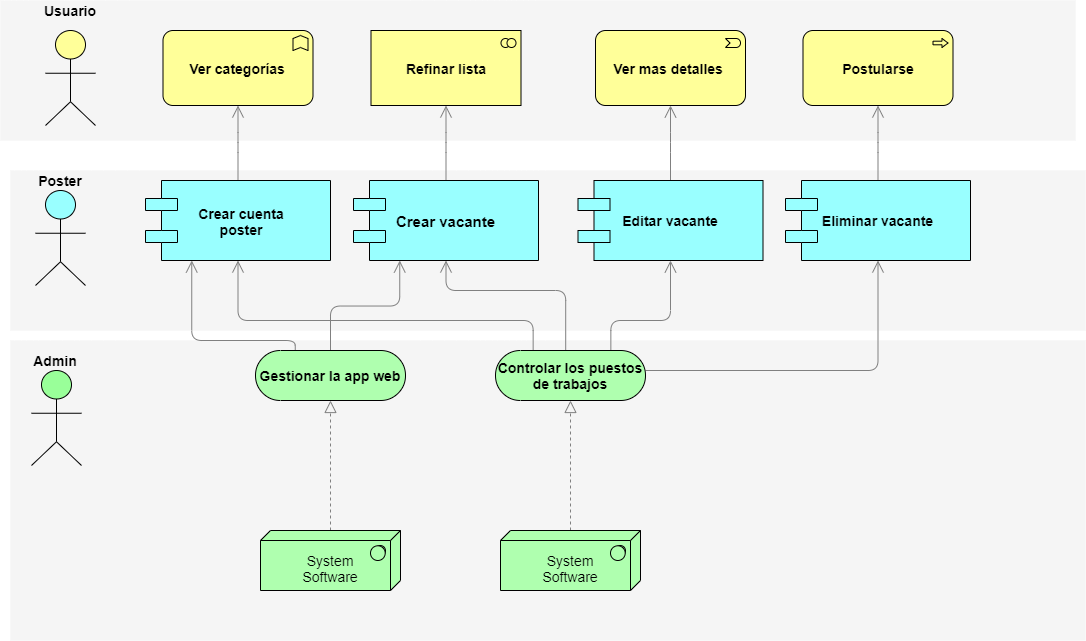 Usuario
Ver categorías
Refinar lista
Ver mas detalles
Postularse
Poster
Crear cuenta
poster
Crear vacante
Editar vacante
Eliminar vacante
Admin
Gestionar la app web
Controlar los puestos
de trabajos
System
Software
System
Software